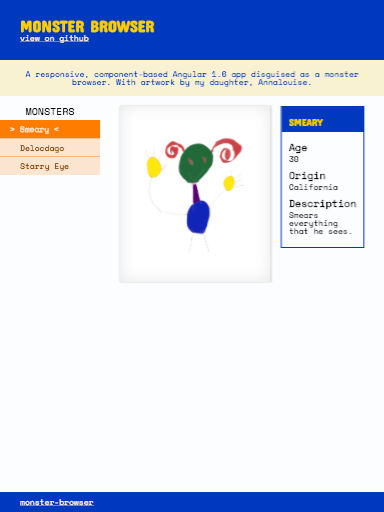 MONSTER BROWSER
view on github
A responsive, component-based Angular 1.6 app disguised as a monster
browser. With artwork by my daughter, Annalouise.
MONSTERS
> Smeary <
Deloodago
Starry Eye
SMEARY
Age
30
Origin
California
Description
Smears
everything
that he sees.
monster-browser